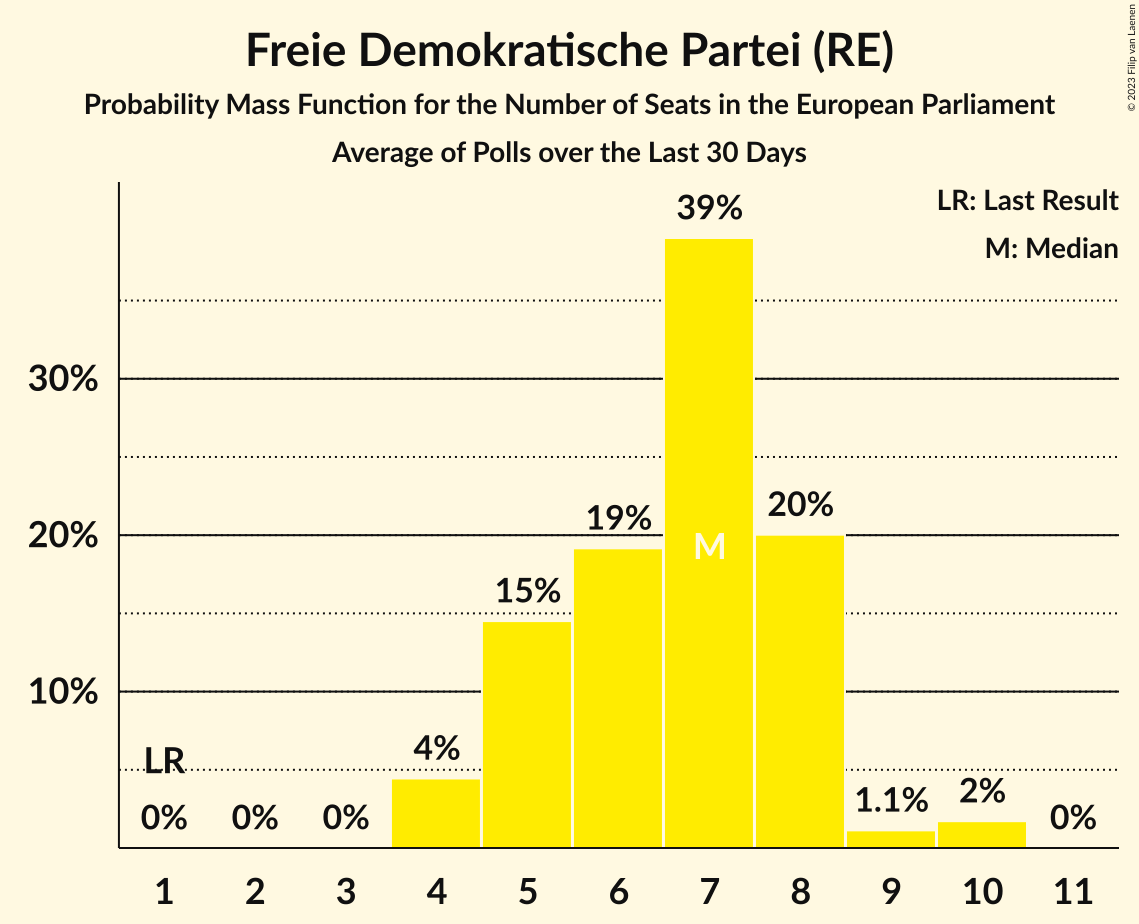 Freie Demokratische Partei (RE)
Probability Mass Function for the Number of Seats in the European Parliament
Average of Polls over the Last 30 Days
© 2023 Filip van Laenen
LR: Last Result
M: Median
39%
30%
20%
19%
20%
M
15%
10%
LR
4%
0%
0%
0%
1.1%
2%
0%
1 2 3 4 5 6 7 8 9 10 11